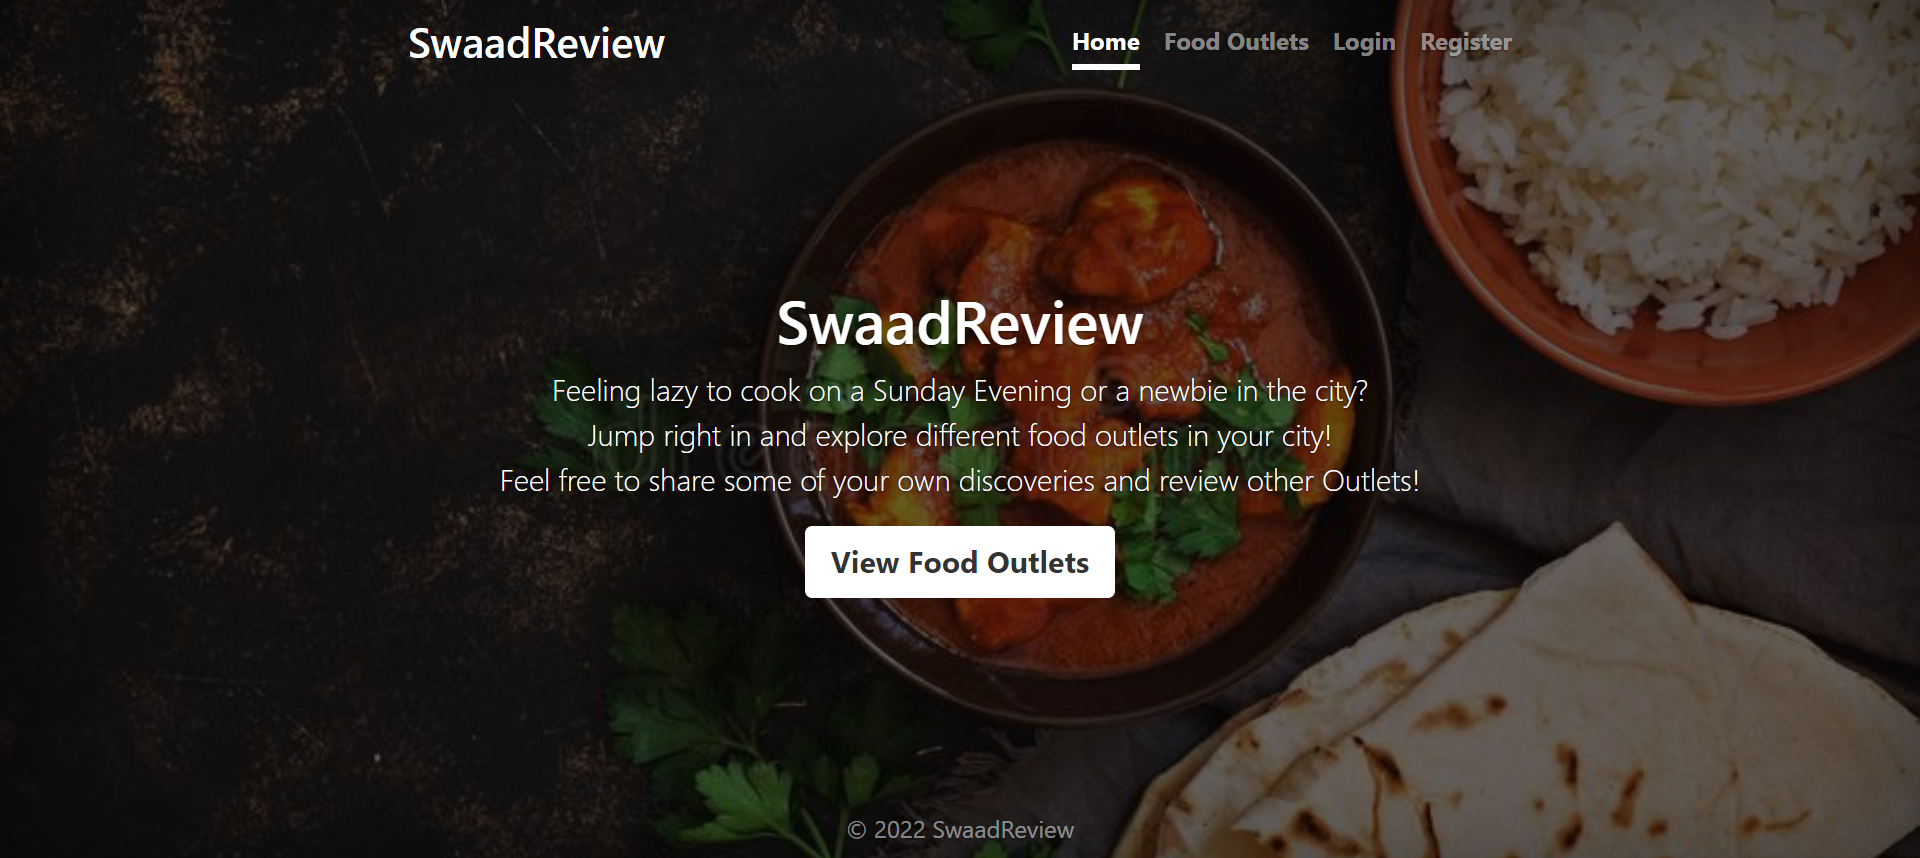 SwaadReview
Home Food Outlets Login Register
SwaadReview
Feeling lazy to cook on a Sunday Evening or a newbie in the city?
Jump right in and explore different food outlets in your city!
Feel free to share some of your own discoveries and review other Outlets!
View Food Outlets
© 2022 SwaadReview